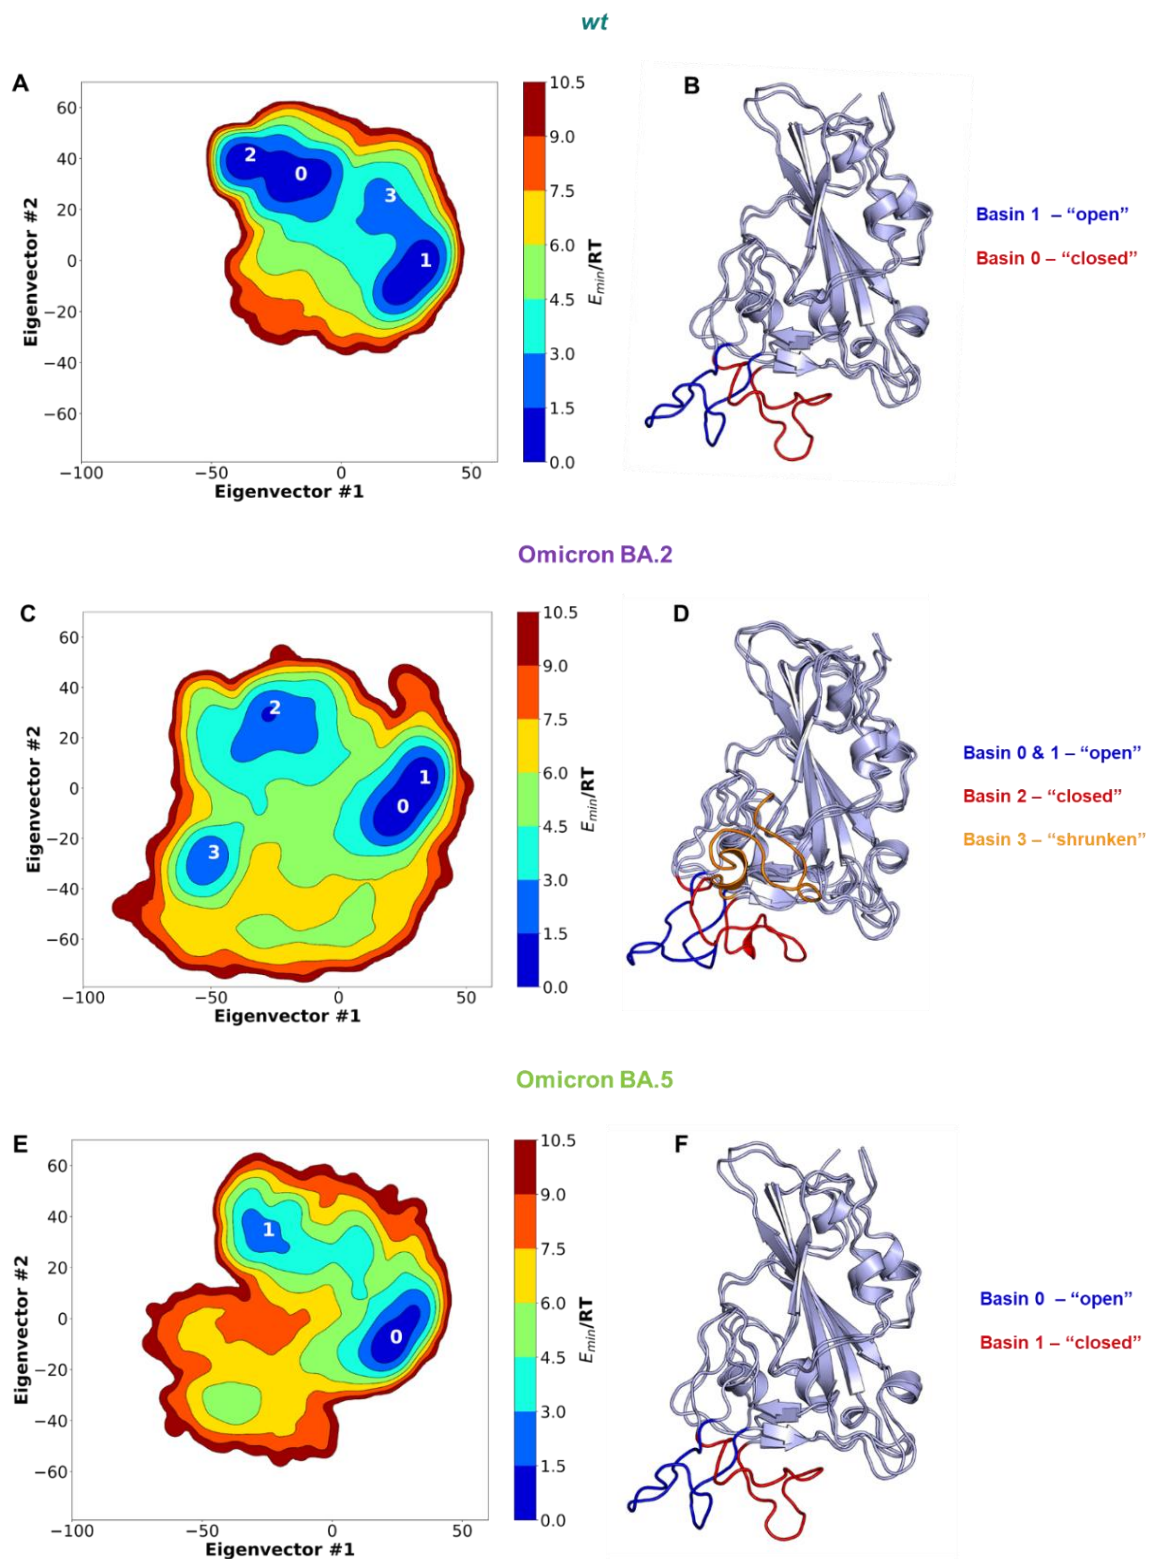 wt
A
60
40
20
0
−20
−40
−60
−100
−50
0
50
Eigenvector #1
Eigenvector #2
2
0
3
1
10.5
9.0
7.5
6.0
4.5
3.0
1.5
0.0
Emin/RT
B
Basin 1 – “open”
Basin 0 – “closed”
Omicron BA.2
C
60
40
20
0
−20
−40
−60
−100
−50
0
50
Eigenvector #1
Eigenvector #2
2
1
0
3
10.5
9.0
7.5
6.0
4.5
3.0
1.5
0.0
Emin/RT
D
Basin 0 & 1 – “open”
Basin 2 – “closed”
Basin 3 – “shrunken”
Omicron BA.5
E
60
40
20
0
−20
−40
−60
−100
−50
0
50
Eigenvector #1
Eigenvector #2
1
0
10.5
9.0
7.5
6.0
4.5
3.0
1.5
0.0
Emin/RT
F
Basin 0 – “open”
Basin 1 – “closed”